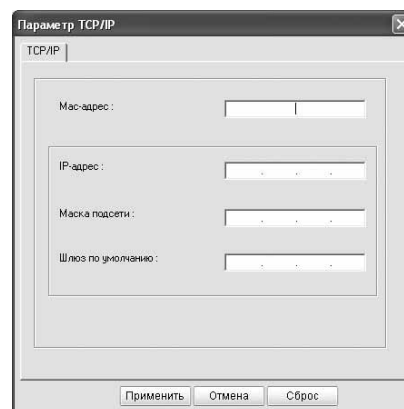 Параметр TCP/IP
TCP/IP
Mac-адрес :
IP-адрес :
Маска подсети :
Шлюз по умолчанию :
Применить Отмена Сброс